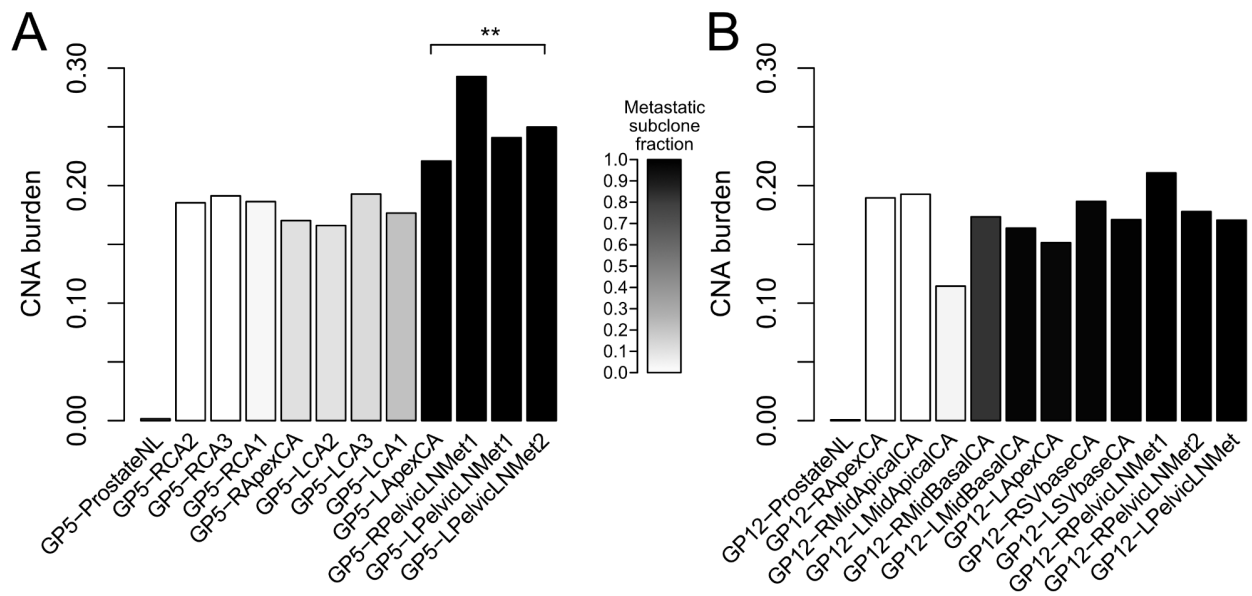 A
**
CNA burden
0.30
0.20
0.10
0.00
GP5-ProstateNL
GP5-RCA2
GP5-RCA3
GP5-RCA1
GP5-RApexCA
GP5-LCA2
GP5-LCA3
GP5-LCA1
GP5-LApexCA
GP5-RPelvicLNMet1
GP5-LPelvicLNMet1
GP5-LPelvicLNMet2
Metastatic
subclone
fraction
1.0
0.9
0.8
0.7
0.6
0.5
0.4
0.3
0.2
0.1
0.0
B
CNA burden
0.30
0.20
0.10
0.00
GP12-ProstateNL
GP12-RApexCA
GP12-RMidApicalCA
GP12-LMidApicalCA
GP12-RMidBasalCA
GP12-LMidBasalCA
GP12-LApexCA
GP12-RSVbaseCA
GP12-LSVbaseCA
GP12-RPelvicLNMet1
GP12-RPelvicLNMet2
GP12-LPelvicLNMet